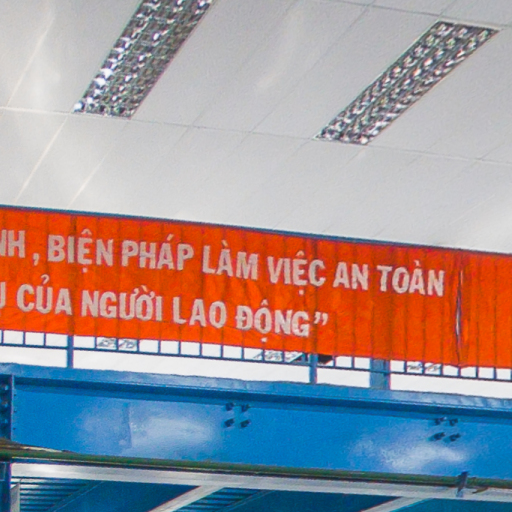 NH, BIỆN PHÁP LÀM VIỆC AN TOÀN
CỦA NGƯỜI LAO ĐỘNG"